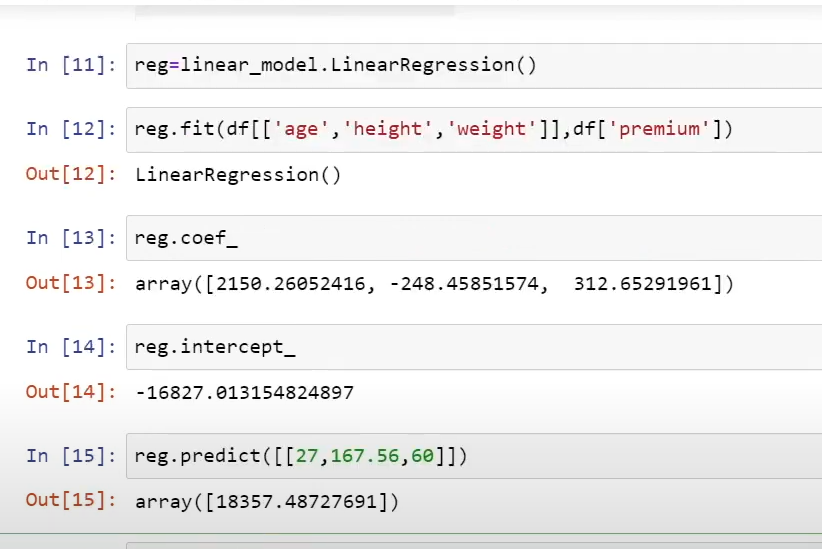 In [11]: reg=linear_model.LinearRegression()
In [12]: reg.fit(df[['age','height','weight']],df['premium'])
Out[12]: LinearRegression()
In [13]: reg.coef_
Out[13]: array([2150.26052416, -248.45851574,  312.65291961])
In [14]: reg.intercept_
Out[14]: -16827.013154824897
In [15]: reg.predict([[27,167.56,60]])
Out[15]: array([18357.48727691])